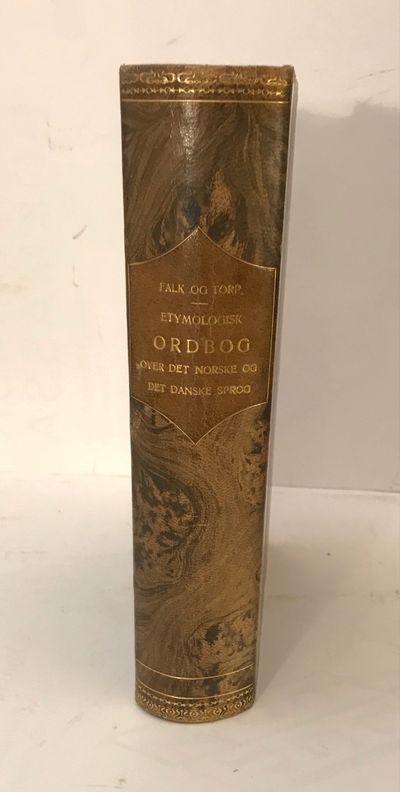 FALK OG TORP
ETYMOLOGISK
ORDBOG
OVER DET NORSKE OG
DET DANSKE SPROG